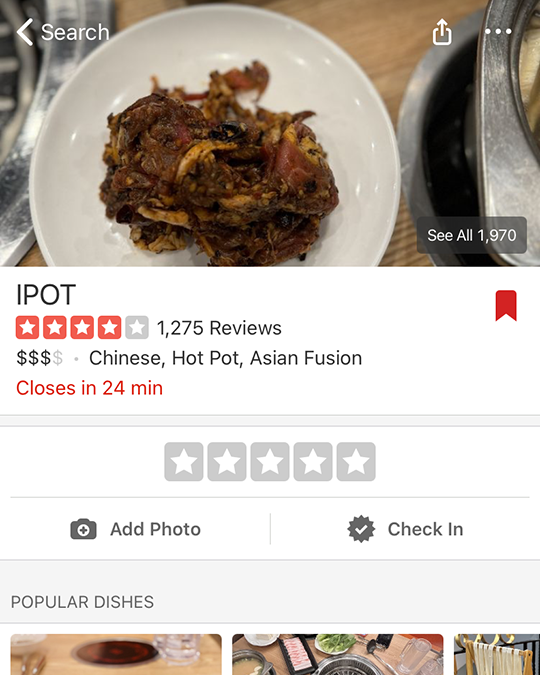 Search
See All 1,970
IPOT
1,275 Reviews
$$$$ • Chinese, Hot Pot, Asian Fusion
Closes in 24 min
Add Photo
Check In
POPULAR DISHES